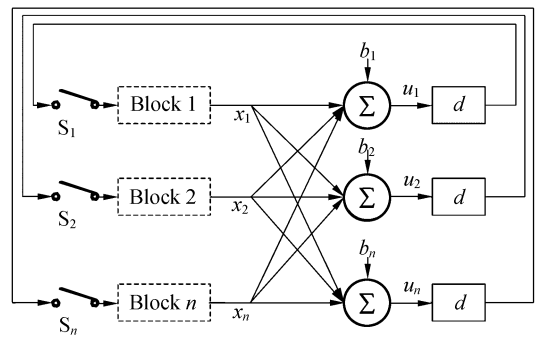 b₁
u₁
Block 1
Σ
d
x₁
S₁
b₂
u₂
Block 2
Σ
d
x₂
S₂
bₙ
uₙ
Block n
Σ
d
xₙ
Sₙ